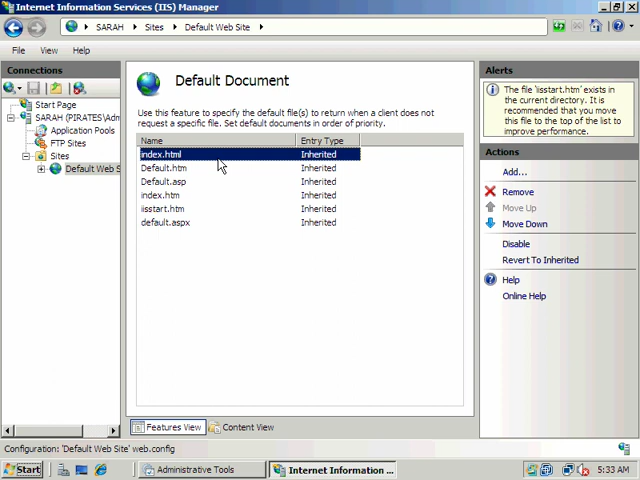 Internet Information Services (IIS) Manager
SARAH
Sites
Default Web Site
File
View
Help
Connections
Start Page
SARAH (PIRATES\Adm
Application Pools
FTP Sites
Sites
Default Web S
Default Document
Use this feature to specify the default file(s) to return when a client does not
request a specific file. Set default documents in order of priority.
Name
Entry Type
index.html
Inherited
Default.htm
Inherited
Default.asp
Inherited
index.htm
Inherited
iisstart.htm
Inherited
default.aspx
Inherited
Features View
Content View
Alerts
The file 'iisstart.htm' exists in
the current directory. It is
recommended that you move
this file to the top of the list to
improve performance.
Actions
Add...
Remove
Move Up
Move Down
Disable
Revert To Inherited
Help
Online Help
Configuration: 'Default Web Site' web.config
Start
Administrative Tools
Internet Information ...
5:33 AM